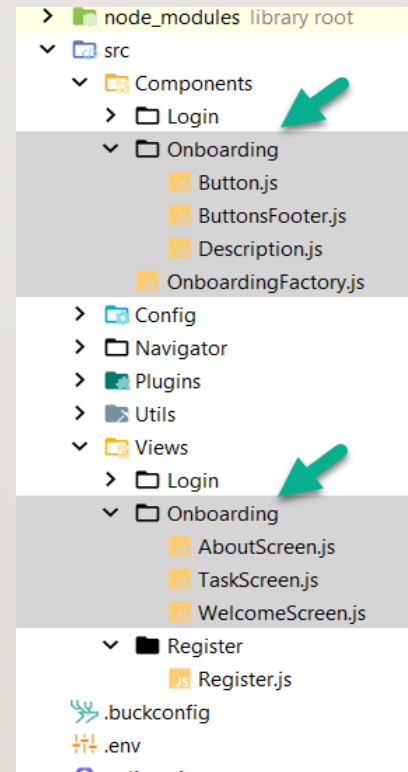 node_modules library root
src
Components
Login
Onboarding
Button.js
ButtonsFooter.js
Description.js
OnboardingFactory.js
Config
Navigator
Plugins
Utils
Views
Login
Onboarding
AboutScreen.js
TaskScreen.js
WelcomeScreen.js
Register
Register.js
.buckconfig
.env